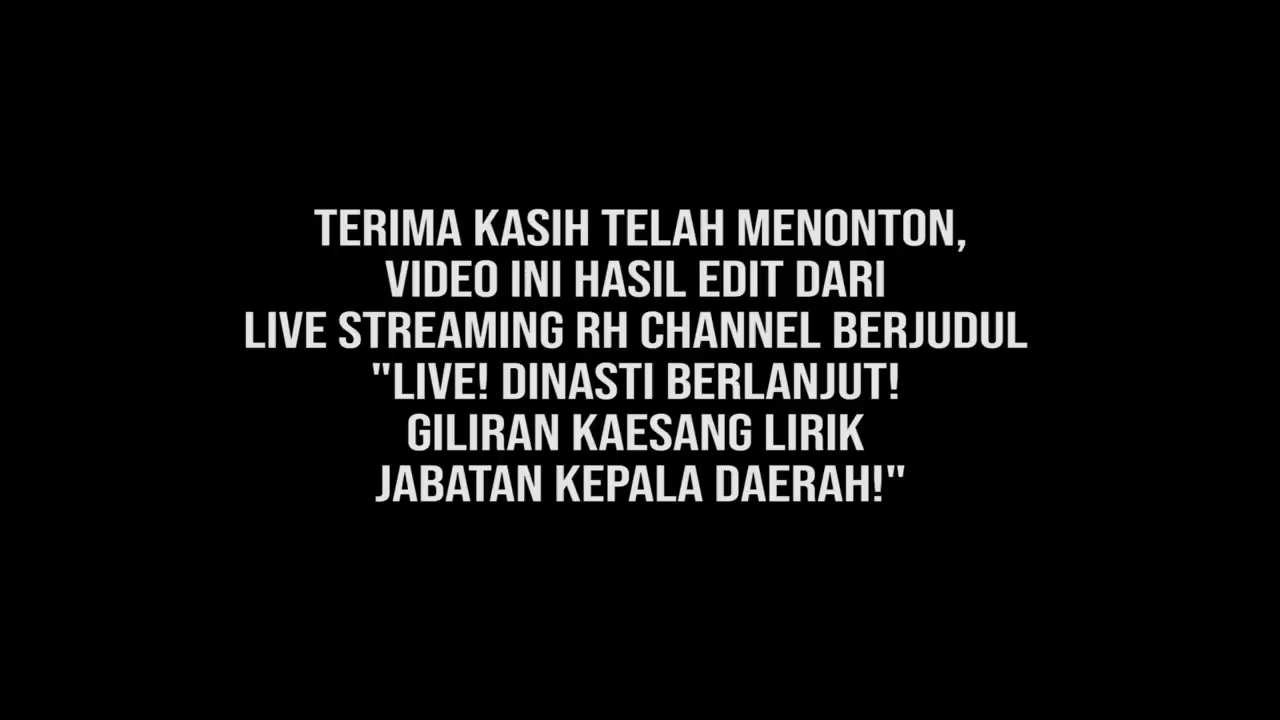 TERIMA KASIH TELAH MENONTON,
VIDEO INI HASIL EDIT DARI
LIVE STREAMING RH CHANNEL BERJUDUL
"LIVE! DINASTI BERLANJUT!
GILIRAN KAESANG LIRIK
JABATAN KEPALA DAERAH!"